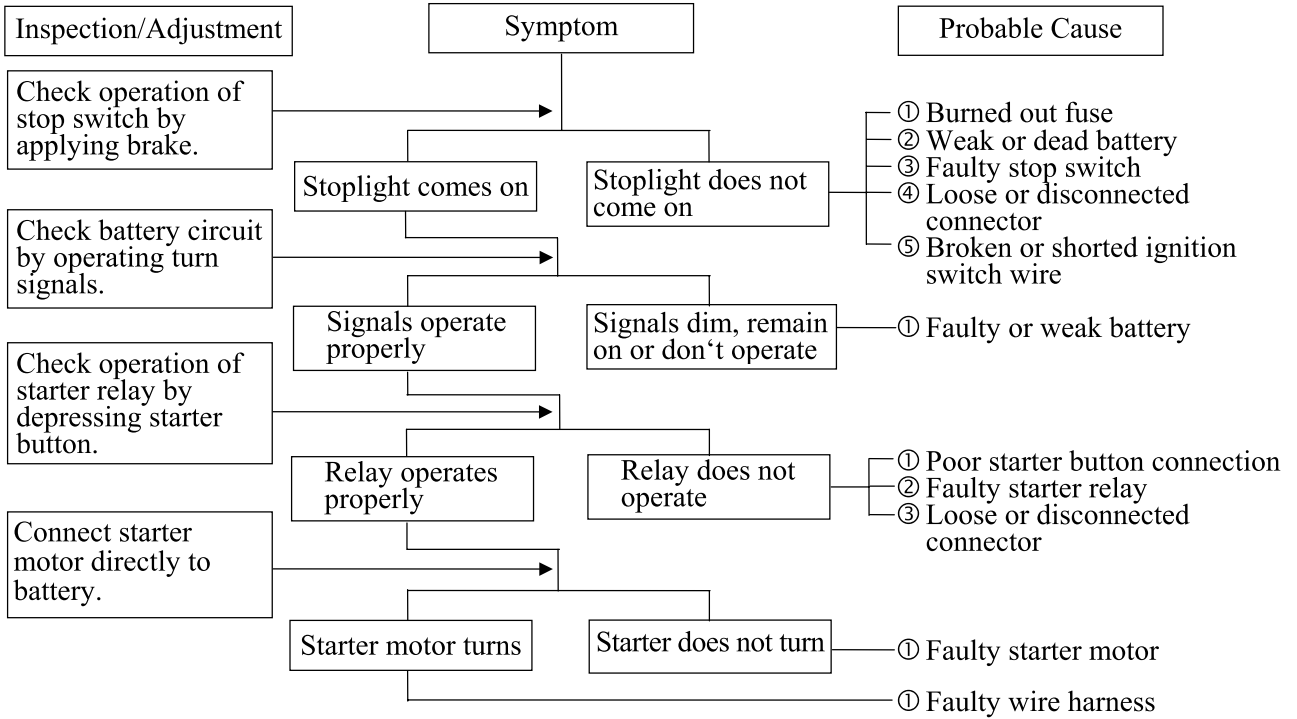 Inspection/Adjustment
Symptom
Probable Cause
Check operation of
stop switch by
applying brake.
Stoplight comes on
Stoplight does not
come on
① Burned out fuse
② Weak or dead battery
③ Faulty stop switch
④ Loose or disconnected
connector
⑤ Broken or shorted ignition
switch wire
Check battery circuit
by operating turn
signals.
Signals operate
properly
Signals dim, remain
on or don‘t operate
① Faulty or weak battery
Check operation of
starter relay by
depressing starter
button.
Relay operates
properly
Relay does not
operate
① Poor starter button connection
② Faulty starter relay
③ Loose or disconnected
connector
Connect starter
motor directly to
battery.
Starter motor turns
Starter does not turn
① Faulty starter motor
① Faulty wire harness